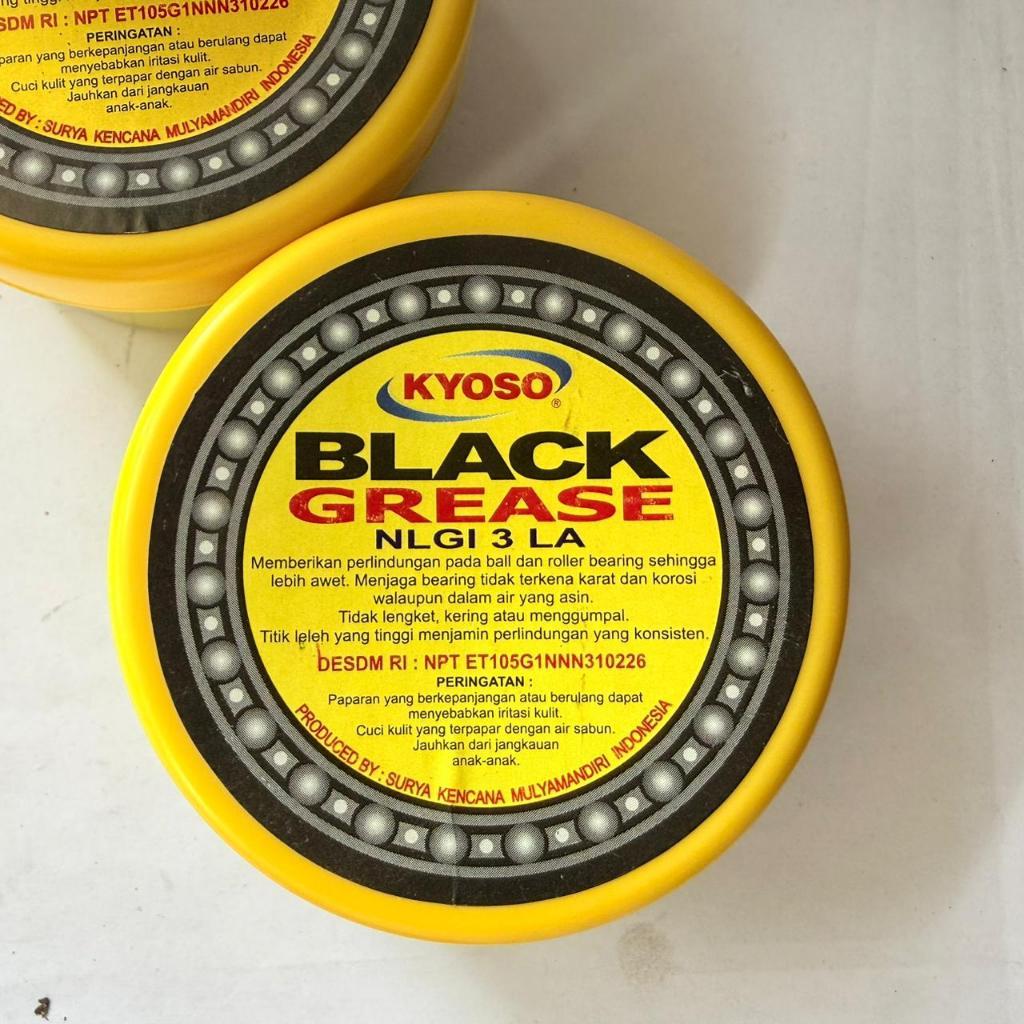 DESDM RI : NPT ET105G1NNN310226
PERINGATAN :
yang berkepanjangan atau berulang dapat
menyebabkan iritasi kulit.
Cuci kulit yang terpapar dengan air sabun.
Jauhkan dari jangkauan
anak-anak.
BY : SURYA KENCANA MULYAMANDIRI INDONESIA
KYOSO ®
BLACK
GREASE
NLGI 3 LA
Memberikan perlindungan pada ball dan roller bearing sehingga
lebih awet. Menjaga bearing tidak terkena karat dan korosi
walaupun dalam air yang asin.
Tidak lengket, kering atau menggumpal.
Titik leleh yang tinggi menjamin perlindungan yang konsisten.
DESDM RI : NPT ET105G1NNN310226
PERINGATAN :
Paparan yang berkepanjangan atau berulang dapat
menyebabkan iritasi kulit.
Cuci kulit yang terpapar dengan air sabun.
Jauhkan dari jangkauan
anak-anak.
PRODUCED BY : SURYA KENCANA MULYAMANDIRI INDONESIA